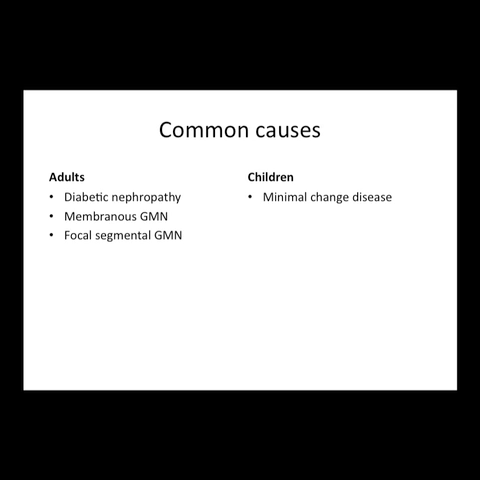 Common causes
Adults
• Diabetic nephropathy
• Membranous GMN
• Focal segmental GMN
Children
• Minimal change disease